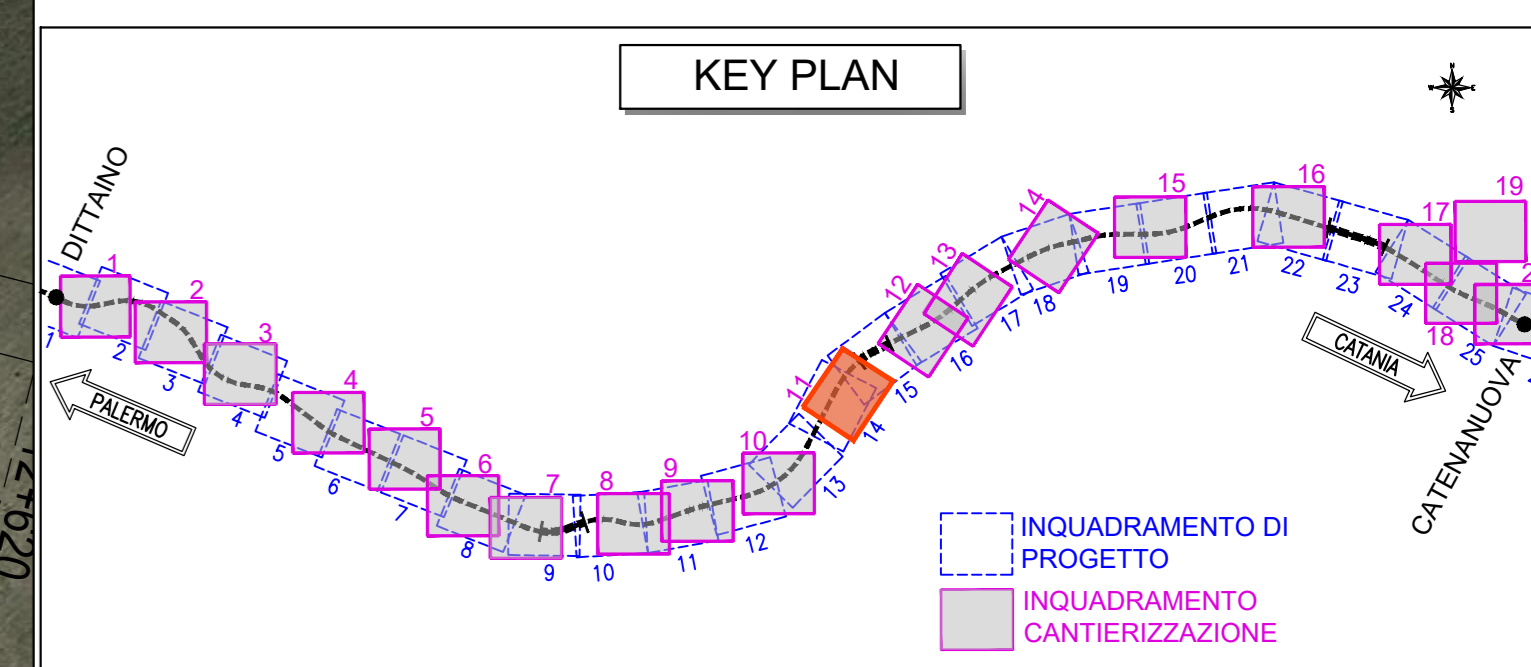 KEY PLAN
N
W E
S
DITTAINO
1 2 3 4 5 6 7 8 9 10 11 12 13 14 15 16 17 18 19
1 2 3 4 5 6 7 8 9 10 11 12 13 14 15 16 17 18 19 20 21 22 23 24 25
PALERMO
CATANIA
CATENANUOVA
INQUADRAMENTO DI
PROGETTO
INQUADRAMENTO
CANTIERIZZAZIONE
12+620